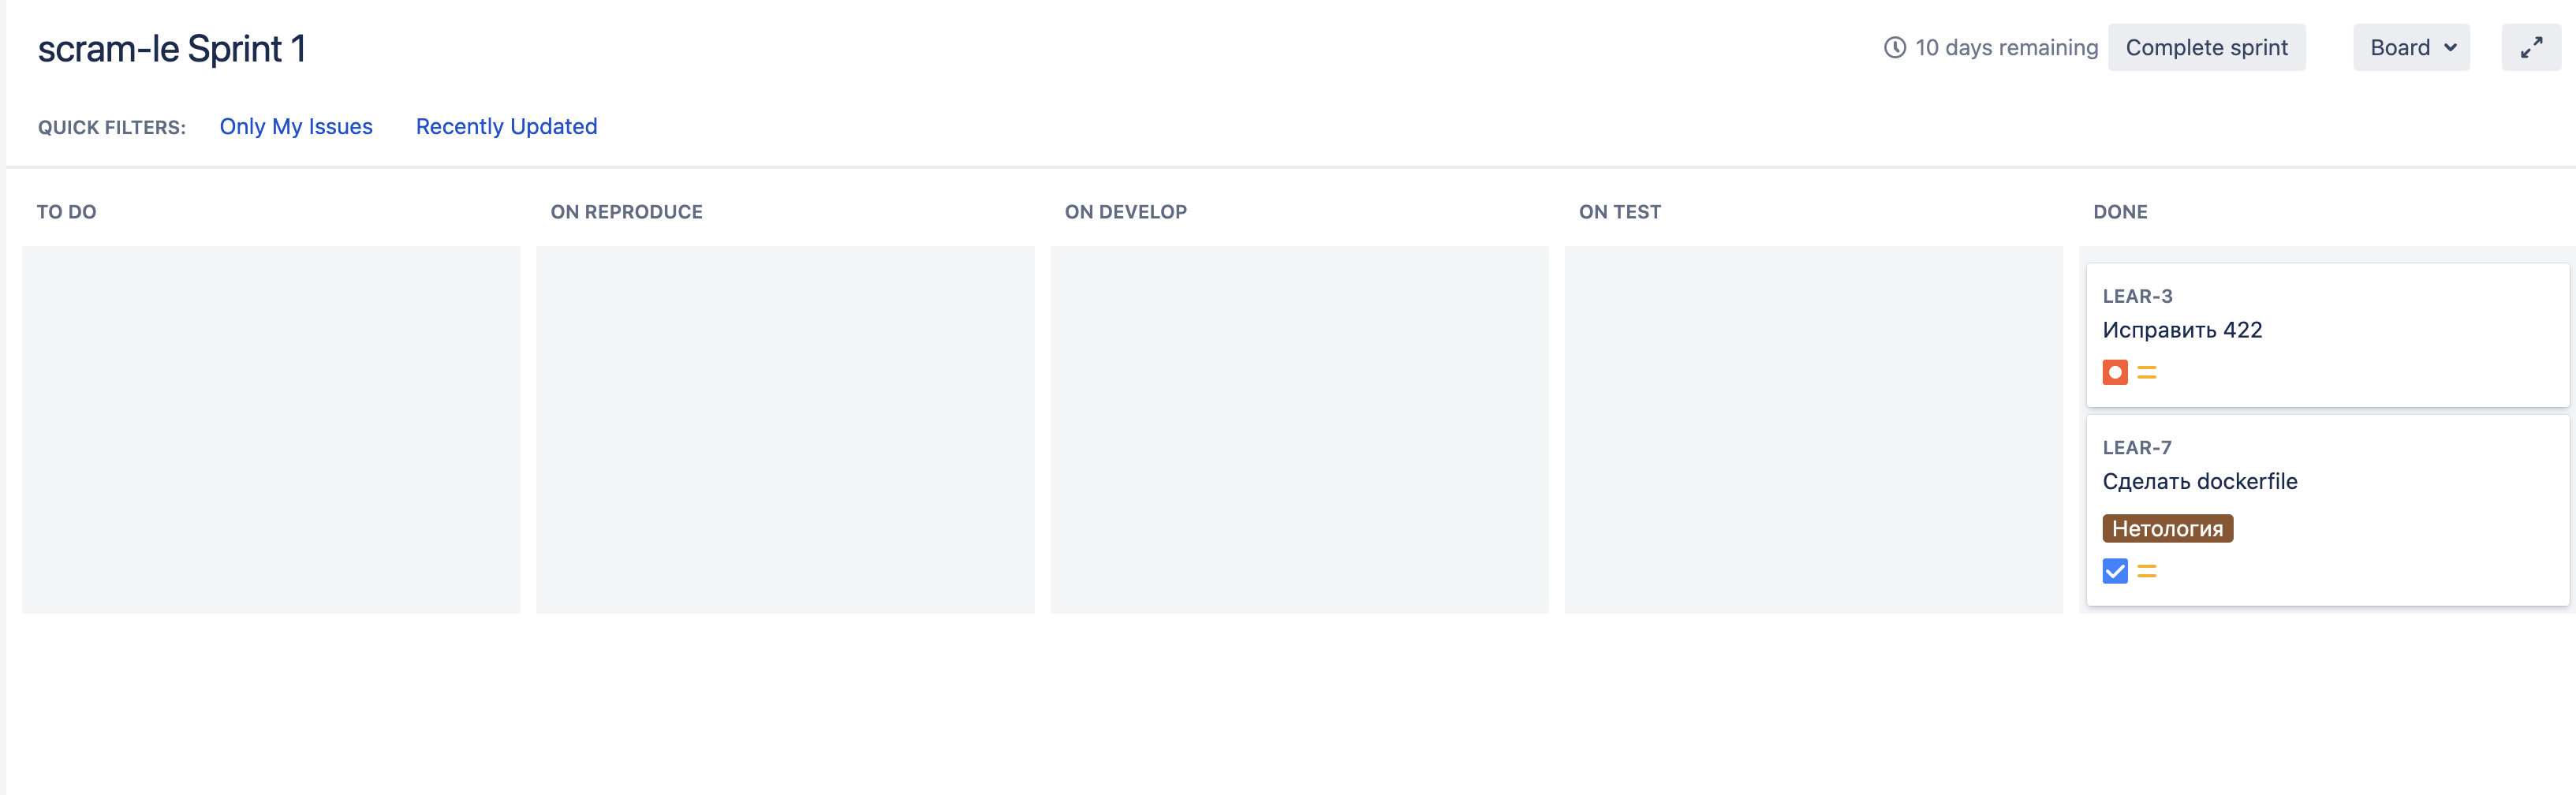 scram-le Sprint 1
10 days remaining
Complete sprint
Board
QUICK FILTERS: Only My Issues Recently Updated
TO DO
ON REPRODUCE
ON DEVELOP
ON TEST
DONE
LEAR-3
Исправить 422
LEAR-7
Сделать dockerfile
Нетология